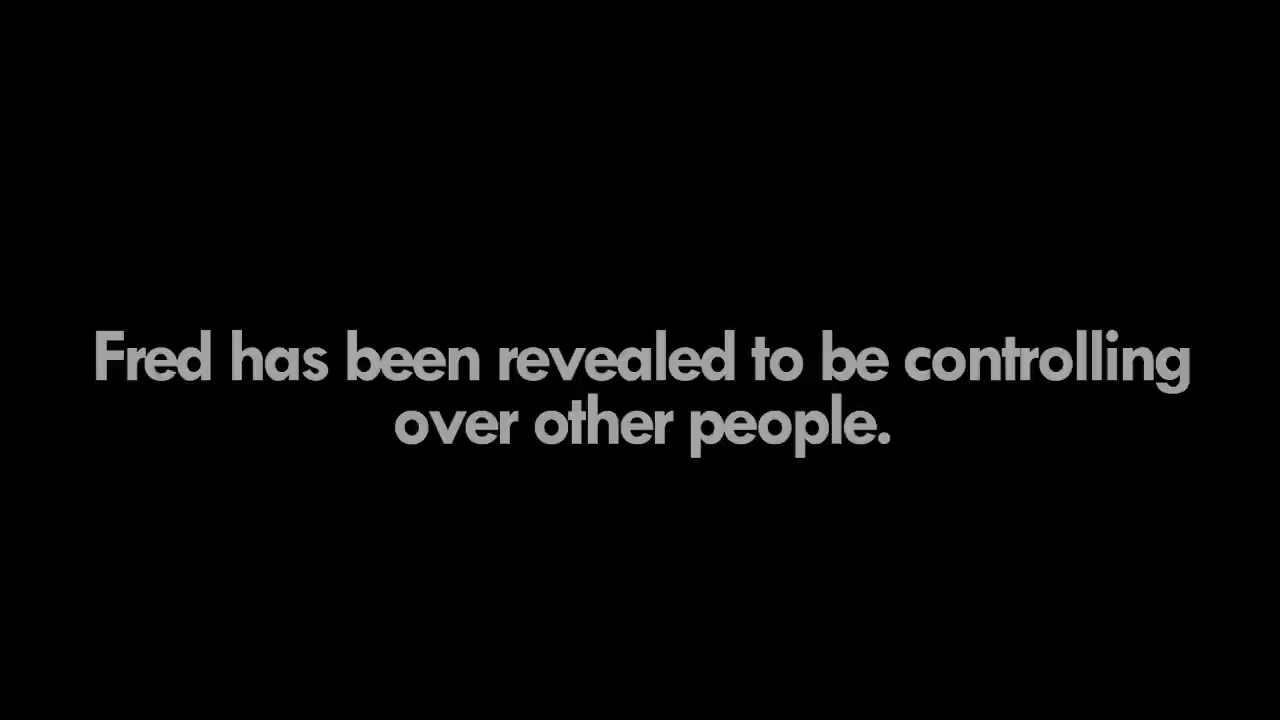 Fred has been revealed to be controlling
over other people.